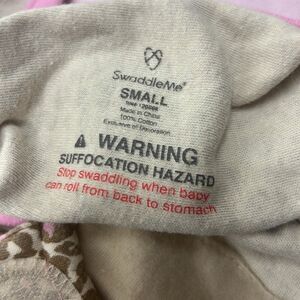 SwaddleMe®
SMALL
Made in China
100% Cotton
Exclusive of Decoration
WARNING
SUFFOCATION HAZARD
Stop swaddling when baby
can roll from back to stomach